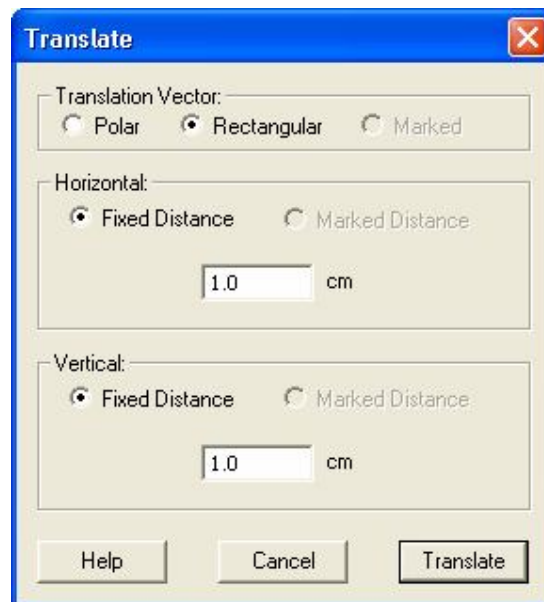 Translate
Translation Vector:
Polar Rectangular Marked
Horizontal:
Fixed Distance Marked Distance
1.0 cm
Vertical:
Fixed Distance Marked Distance
1.0 cm
Help Cancel Translate